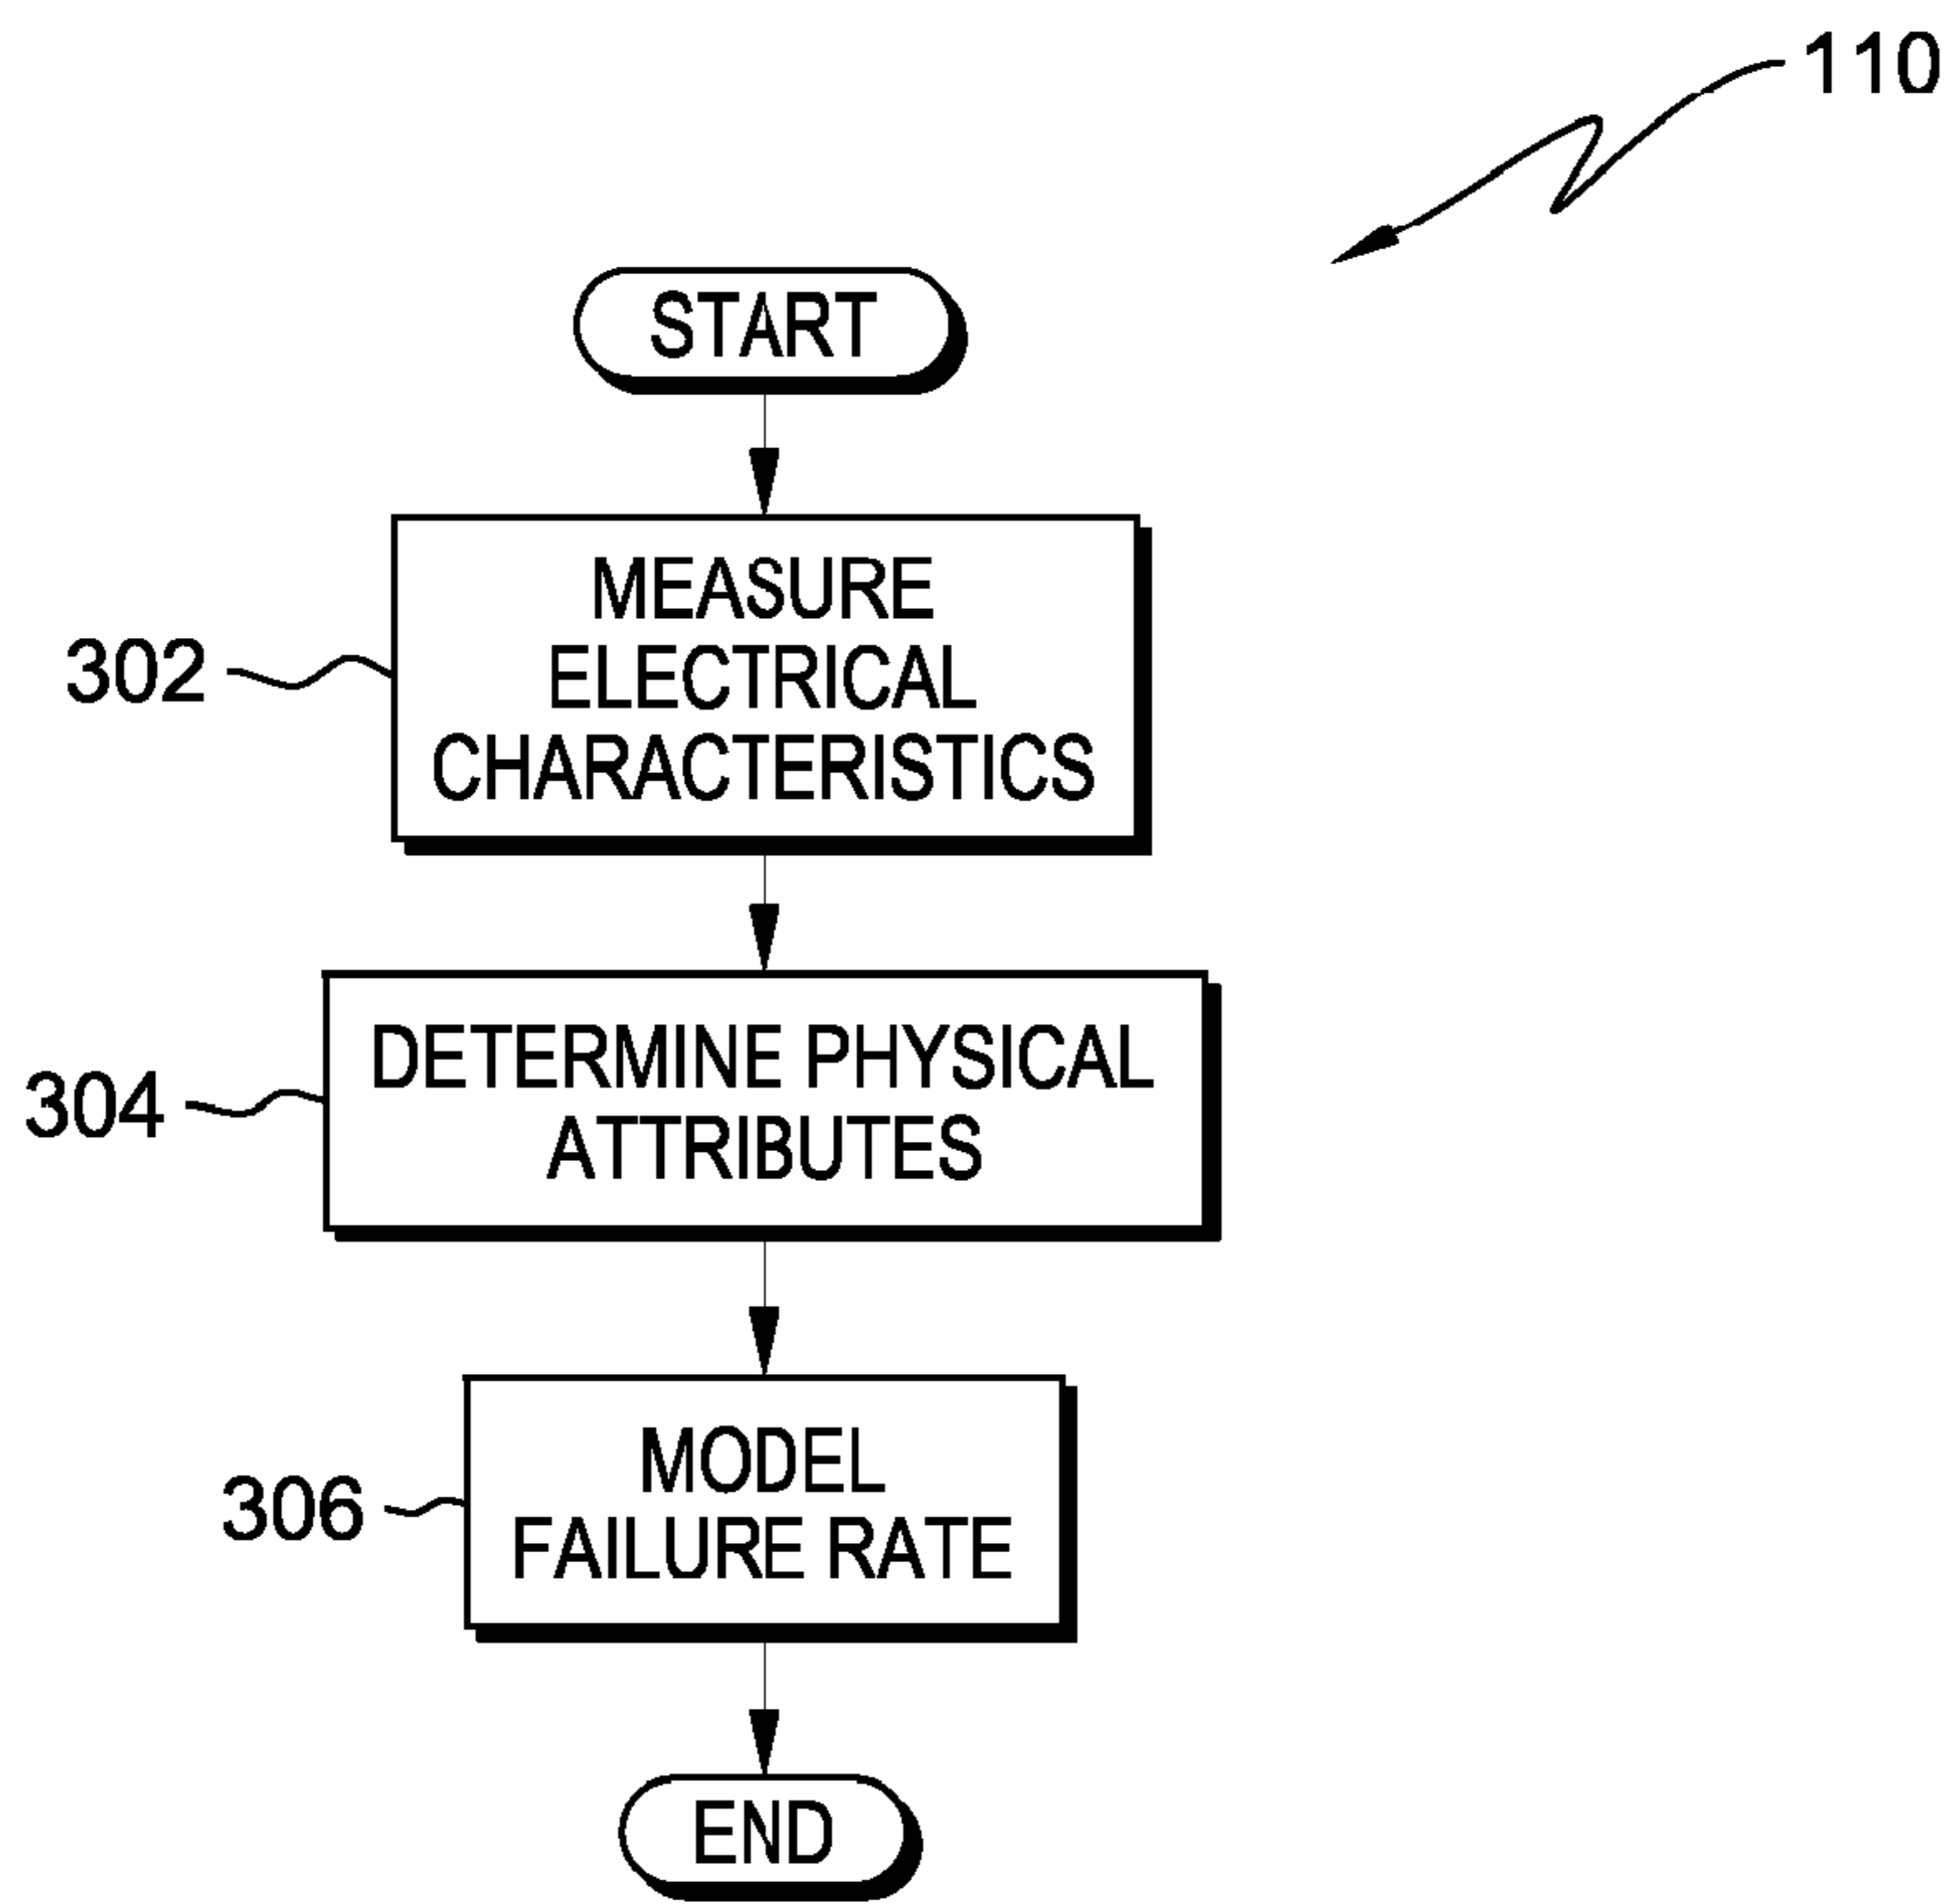 110
START
MEASURE
ELECTRICAL
CHARACTERISTICS
302
DETERMINE PHYSICAL
ATTRIBUTES
304
MODEL
FAILURE RATE
306
END